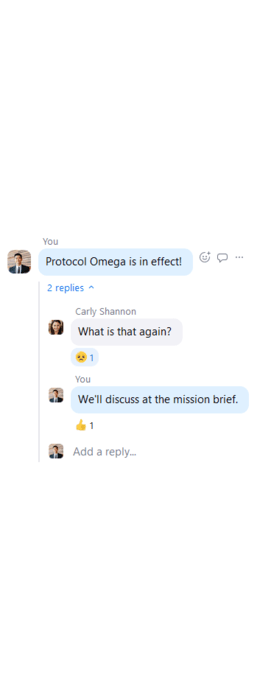 You
Protocol Omega is in effect!
2 replies
Carly Shannon
What is that again?
1
You
We'll discuss at the mission brief.
1
Add a reply...